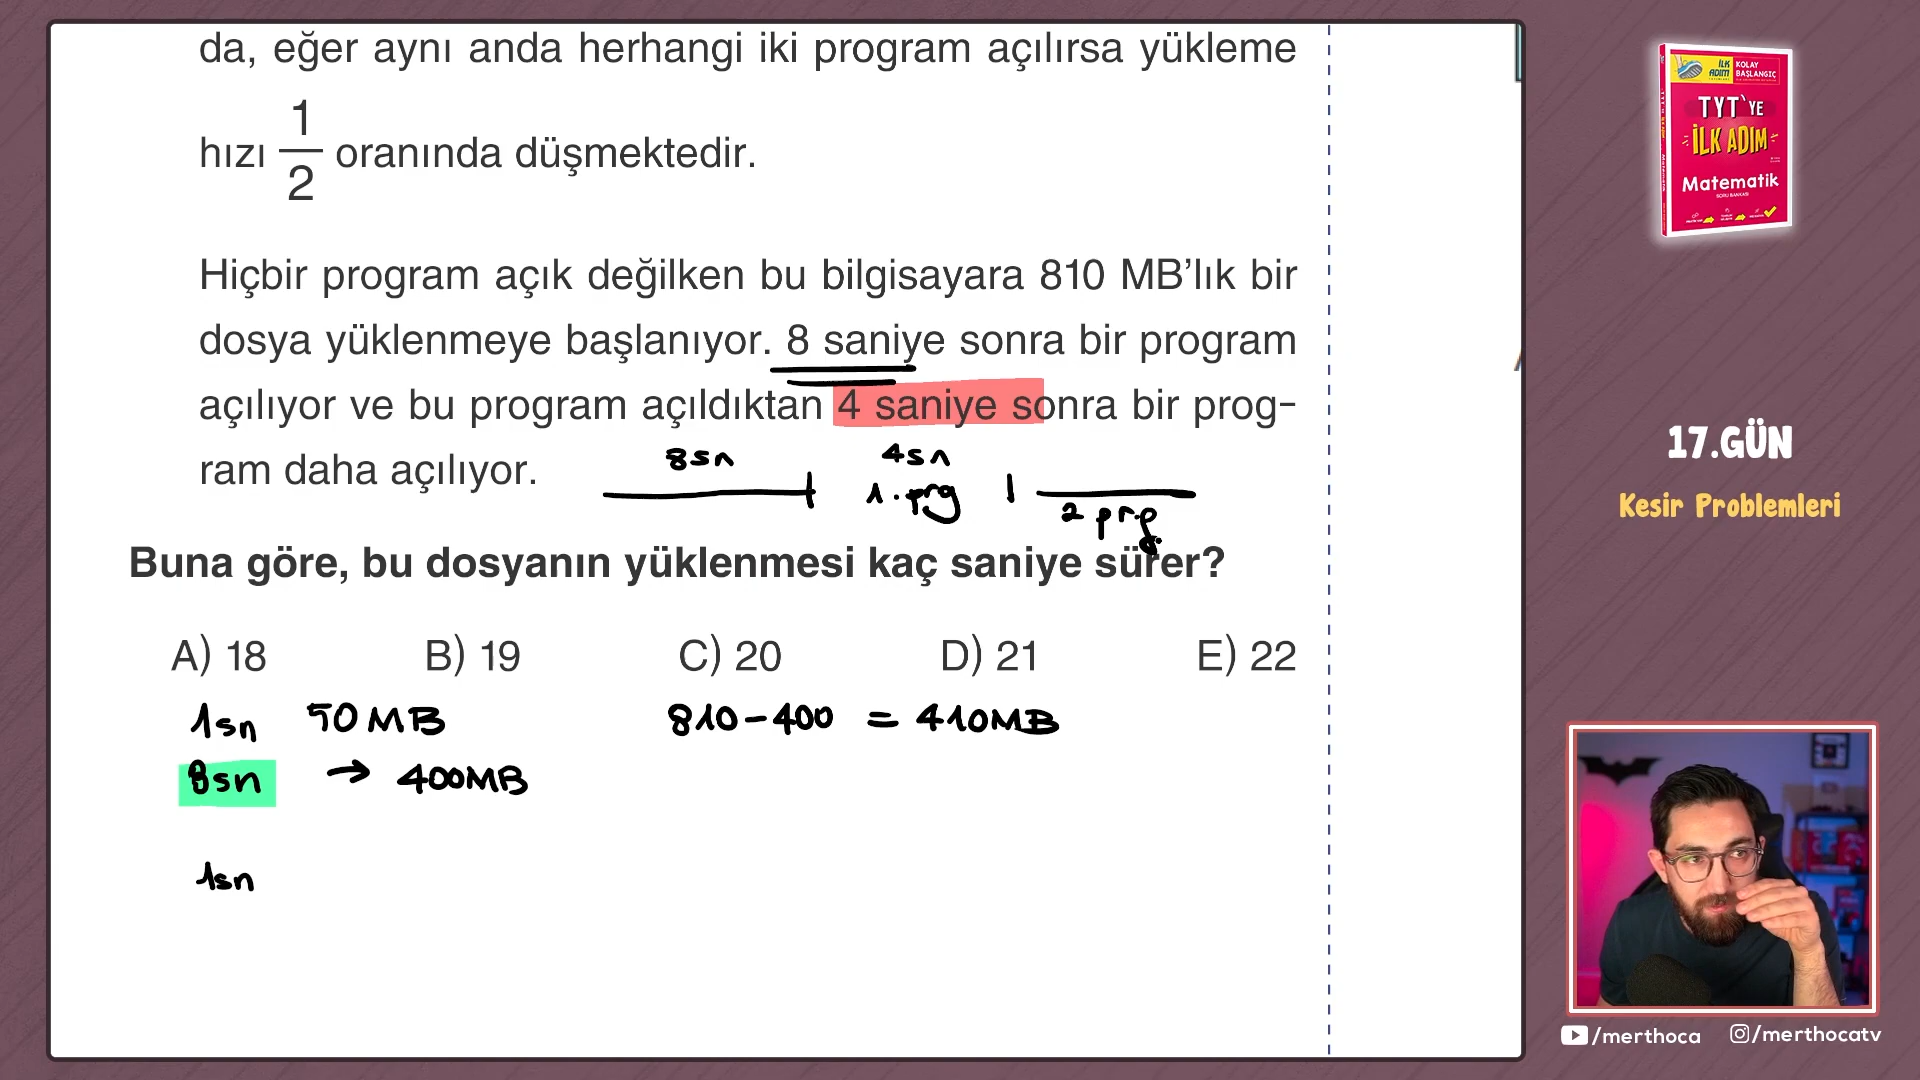 da, eğer aynı anda herhangi iki program açılırsa yükleme
hızı 1/2 oranında düşmektedir.
Hiçbir program açık değilken bu bilgisayara 810 MB’lık bir
dosya yüklenmeye başlanıyor. 8 saniye sonra bir program
açılıyor ve bu program açıldıktan 4 saniye sonra bir prog-
ram daha açılıyor.
8sn 4sn
1.prg 2 prg.
Buna göre, bu dosyanın yüklenmesi kaç saniye sürer?
A) 18 B) 19 C) 20 D) 21 E) 22
1sn 50MB 810-400 = 410MB
8sn → 400MB
1sn
İLK ADIM
KOLAY BAŞLANGIÇ
TYT'YE
İLK ADIM
Matematik
SORU BANKASI
17.GÜN
Kesir Problemleri
/merthoca /merthocatv